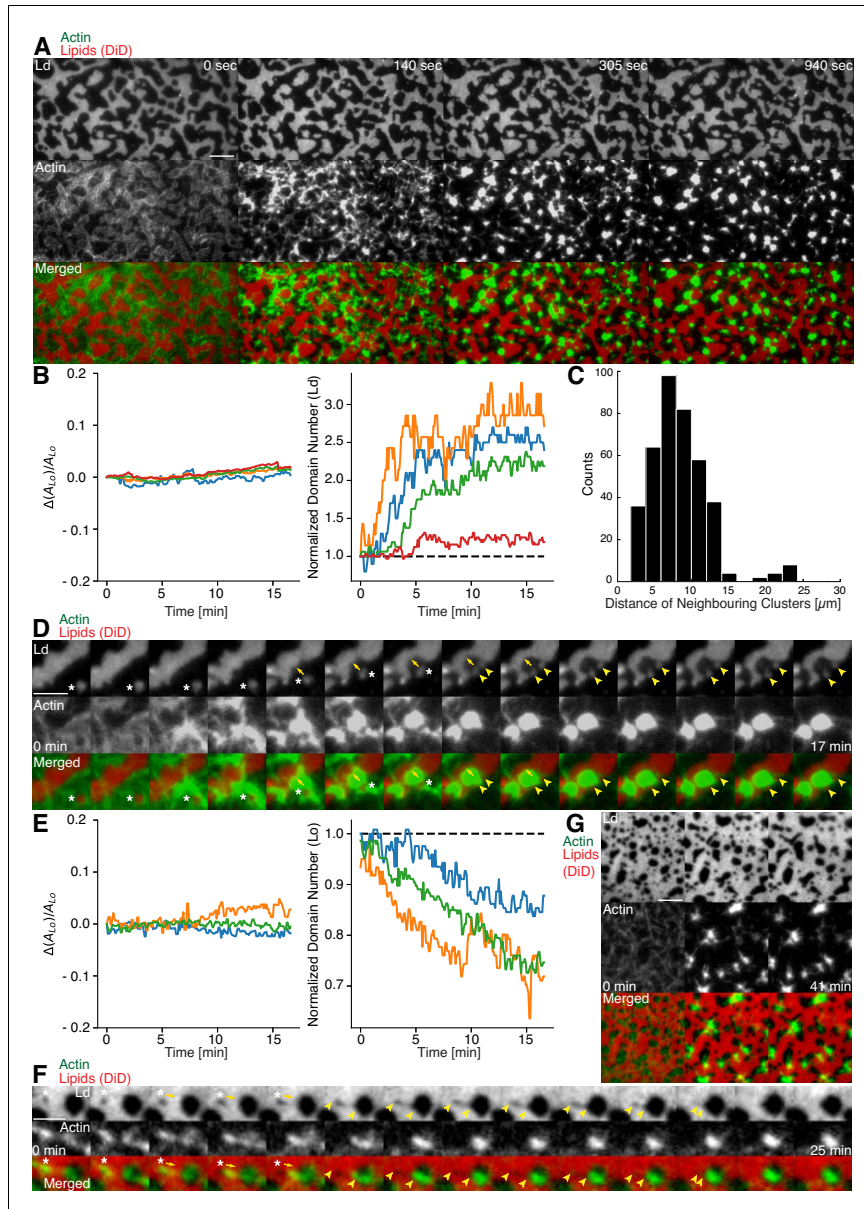 A
Actin
Lipids (DiD)
Ld
0 sec
140 sec
305 sec
940 sec
Actin
Merged
B
0.2
0.1
0.0
- 0.1
- 0.2
Δ(A_Lo)/A_Lo
0
5
10
15
Time [min]
Normalized Domain Number (Ld)
3.0
2.5
2.0
1.5
1.0
0
5
10
15
Time [min]
C
100
80
60
40
20
0
Counts
0
5
10
15
20
25
30
Distance of Neighbouring Clusters [µm]
D
Actin
Lipids (DiD)
Ld
*
*
*
*
*
*
*
Actin
0 min
17 min
Merged
*
*
*
*
*
*
*
E
0.2
0.1
0.0
- 0.1
- 0.2
Δ(A_Lo)/A_Lo
0
5
10
15
Time [min]
Normalized Domain Number (Lo)
1.0
0.9
0.8
0.7
0
5
10
15
Time [min]
G
Actin
Lipids
(DiD)
Ld
Actin
0 min
41 min
Merged
F
Actin
Lipids (DiD)
*
*
*
*
*
Ld
Actin
0 min
25 min
*
*
*
*
*
Merged